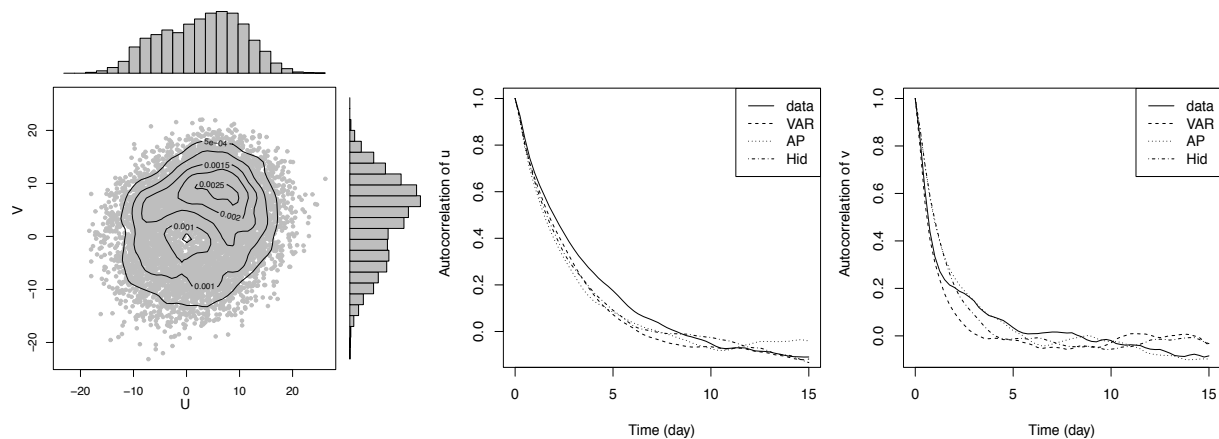 V
20
10
0
−10
−20
5e−04
0.0015
0.0025
0.002
0.001
0.001
−20 −10 0 10 20
U
Autocorrelation of u
1.0
0.8
0.6
0.4
0.2
0.0
data
VAR
AP
Hid
0 5 10 15
Time (day)
Autocorrelation of v
1.0
0.8
0.6
0.4
0.2
0.0
data
VAR
AP
Hid
0 5 10 15
Time (day)